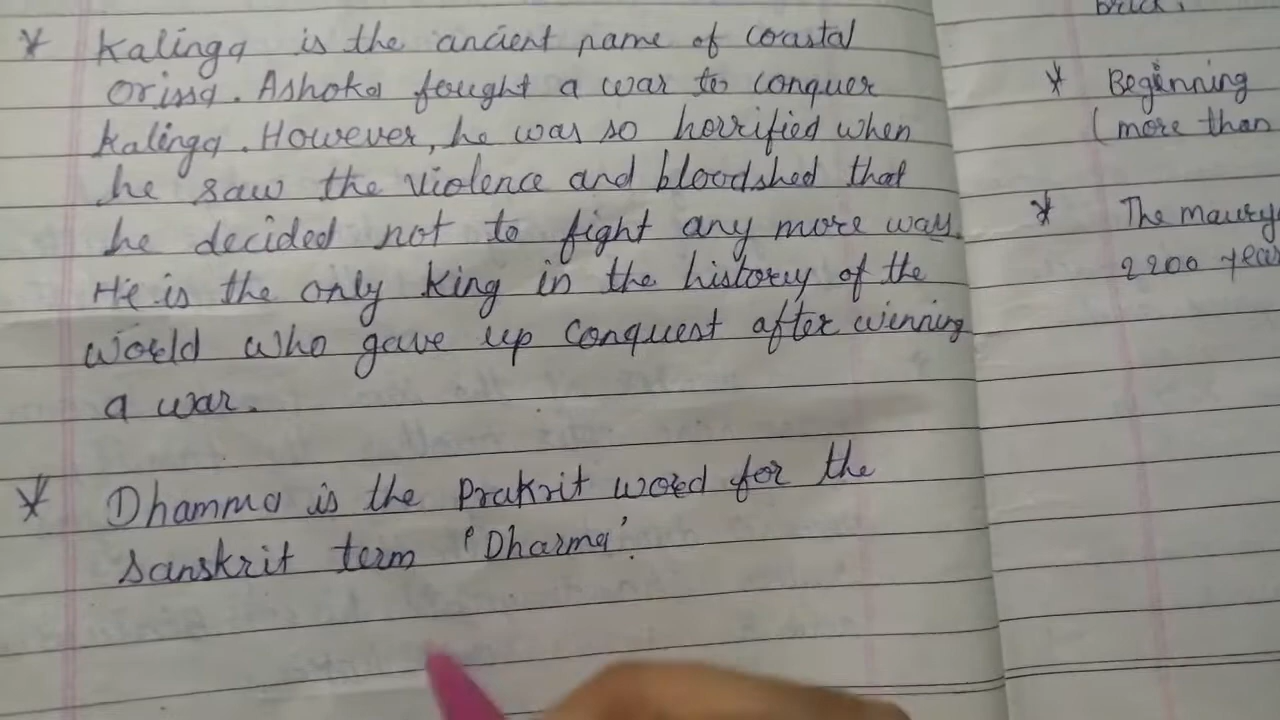 * Kalinga is the ancient name of coastal
orissa. Ashoka fought a war to conquer
kalinga. However, he was so horrified when
he saw the violence and bloodshed that
he decided not to fight any more wars.
He is the only king in the history of the
world who gave up conquest after winning
a war.
* Dhamma is the Prakrit word for the
sanskrit term 'Dharma'.
* Beginning
(more than
* The maury
2200 year